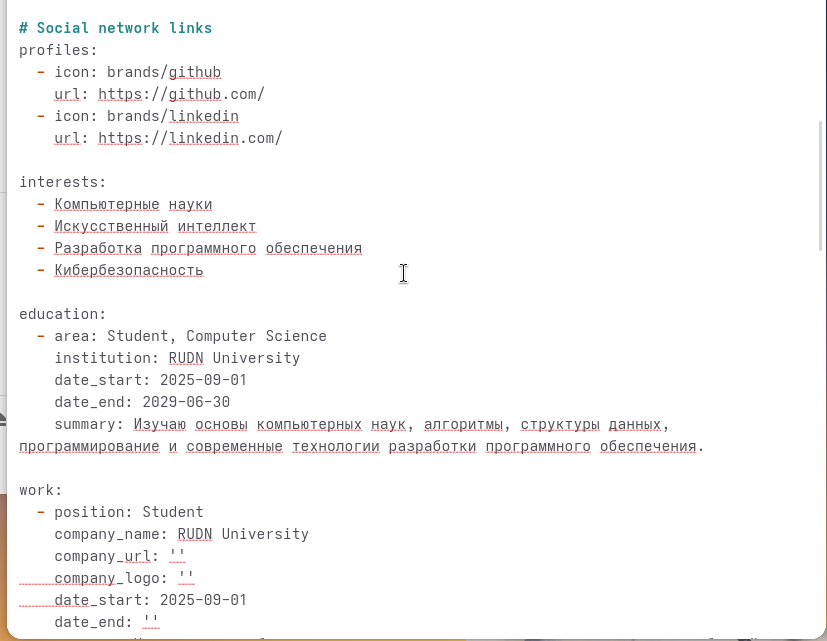 # Social network links
profiles:
  - icon: brands/github
    url: https://github.com/
  - icon: brands/linkedin
    url: https://linkedin.com/

interests:
  - Компьютерные науки
  - Искусственный интеллект
  - Разработка программного обеспечения
  - Кибербезопасность

education:
  - area: Student, Computer Science
    institution: RUDN University
    date_start: 2025-09-01
    date_end: 2029-06-30
    summary: Изучаю основы компьютерных наук, алгоритмы, структуры данных,
программирование и современные технологии разработки программного обеспечения.

work:
  - position: Student
    company_name: RUDN University
    company_url: ''
    company_logo: ''
    date_start: 2025-09-01
    date_end: ''